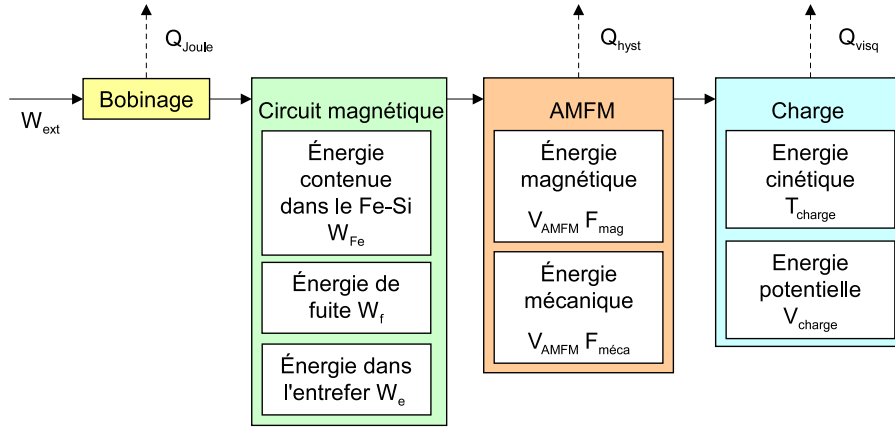 Q_Joule
Q_hyst
Q_visq
W_ext
Bobinage
Circuit magnétique
Énergie
contenue
dans le Fe-Si
W_Fe
Énergie de
fuite W_f
Énergie dans
l'entrefer W_e
AMFM
Énergie
magnétique
V_AMFM F_mag
Énergie
mécanique
V_AMFM F_méca
Charge
Energie
cinétique
T_charge
Energie
potentielle
V_charge